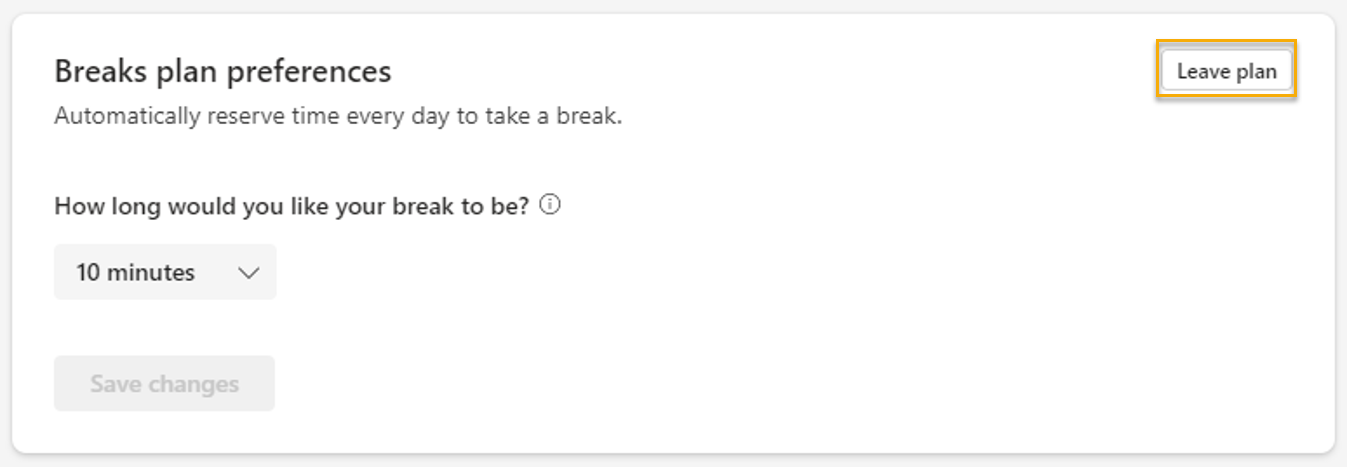 Breaks plan preferences
Leave plan
Automatically reserve time every day to take a break.
How long would you like your break to be?
10 minutes
Save changes